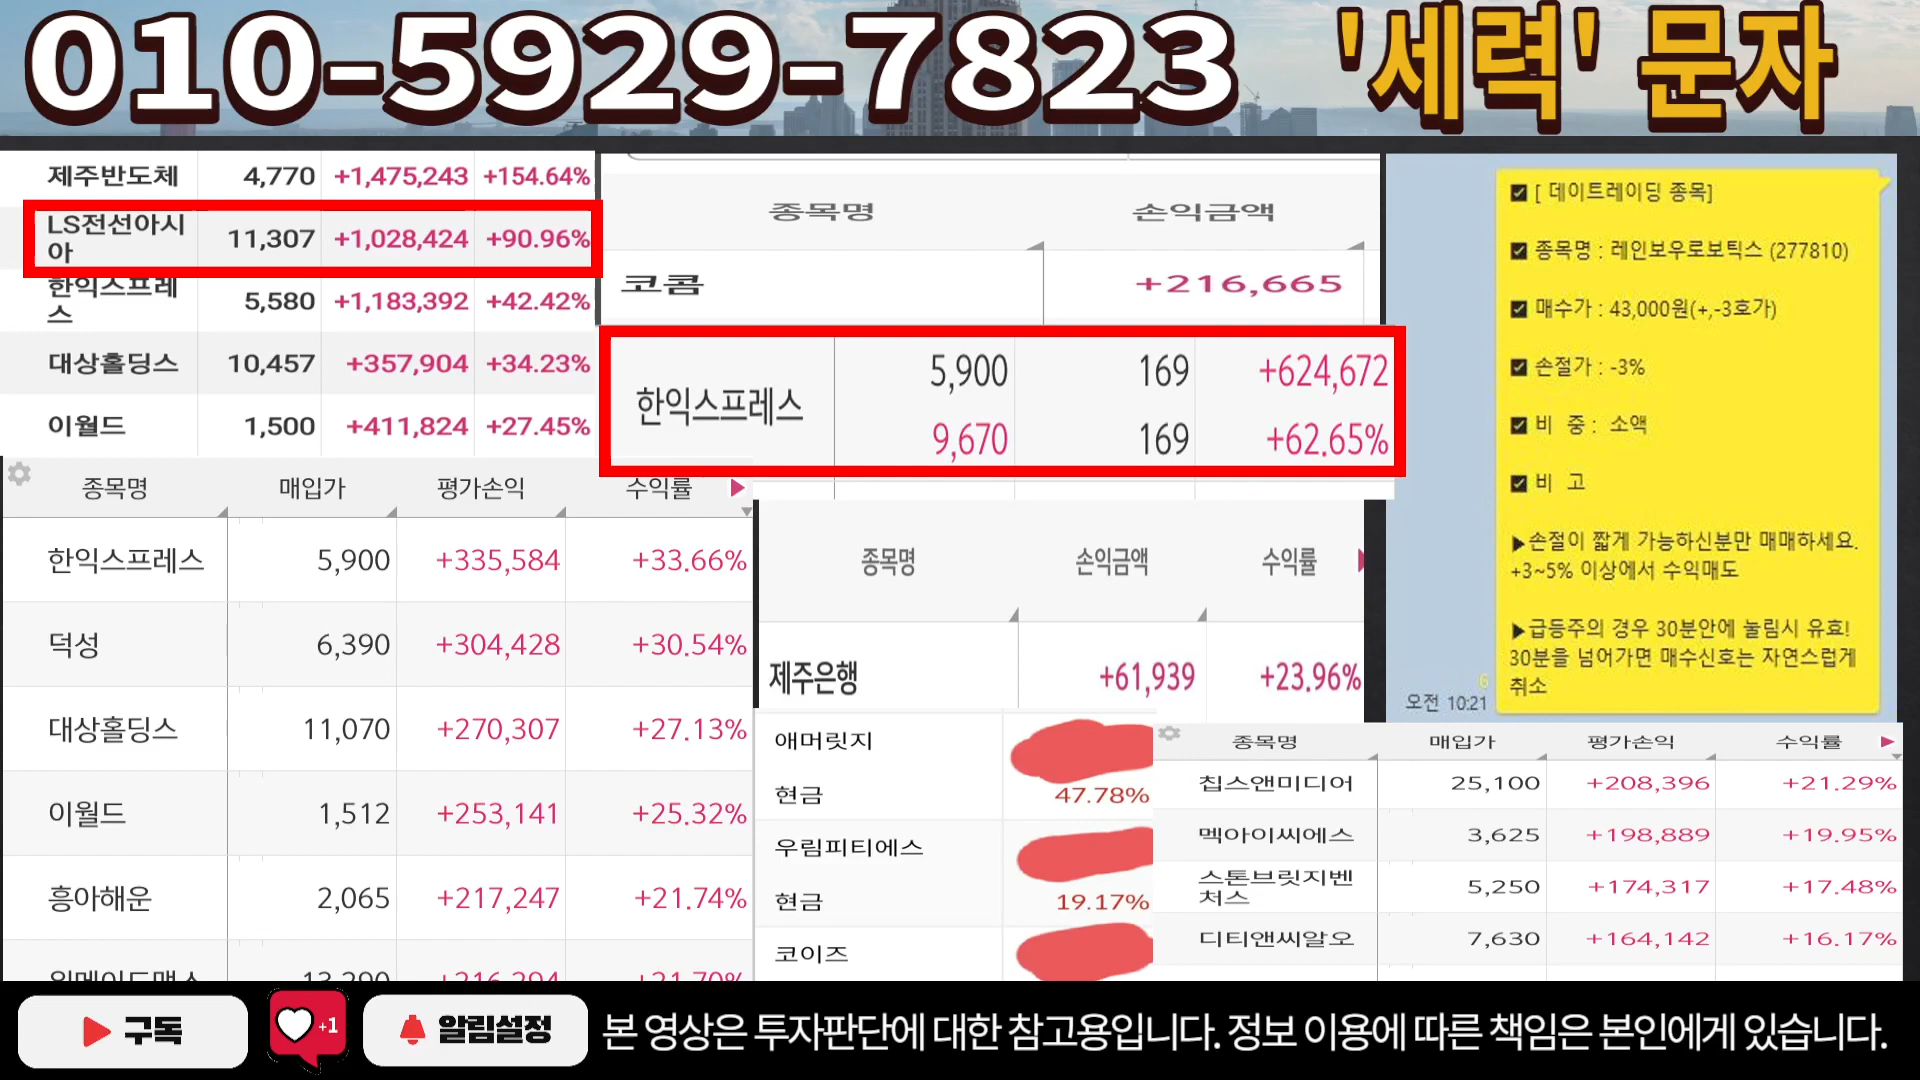 010-5929-7823 '세력' 문자
제주반도체 4,770 +1,475,243 +154.64%
LS전선아시아 11,307 +1,028,424 +90.96%
한익스프레스 5,580 +1,183,392 +42.42%
대상홀딩스 10,457 +357,904 +34.23%
이월드 1,500 +411,824 +27.45%
종목명 손익금액
코콤 +216,665
한익스프레스 5,900 169 +624,672
9,670 169 +62.65%
종목명 매입가 평가손익 수익률
한익스프레스 5,900 +335,584 +33.66%
덕성 6,390 +304,428 +30.54%
대상홀딩스 11,070 +270,307 +27.13%
이월드 1,512 +253,141 +25.32%
흥아해운 2,065 +217,247 +21.74%
종목명 손익금액 수익률
제주은행 +61,939 +23.96%
애머릿지
현금 47.78%
우림피티에스
현금 19.17%
코이즈
[ 데이트레이딩 종목]
종목명 : 레인보우로보틱스 (277810)
매수가 : 43,000원(+,-3호가)
손절가 : -3%
비 중 : 소액
비 고
▶손절이 짧게 가능하신분만 매매하세요.
+3~5% 이상에서 수익매도
▶급등주의 경우 30분안에 눌림시 유효!
30분을 넘어가면 매수신호는 자연스럽게
취소
6
오전 10:21
종목명 매입가 평가손익 수익률
칩스앤미디어 25,100 +208,396 +21.29%
멕아이씨에스 3,625 +198,889 +19.95%
스톤브릿지벤처스 5,250 +174,317 +17.48%
디티앤씨알오 7,630 +164,142 +16.17%
구독 +1 알림설정 본 영상은 투자판단에 대한 참고용입니다. 정보 이용에 따른 책임은 본인에게 있습니다.